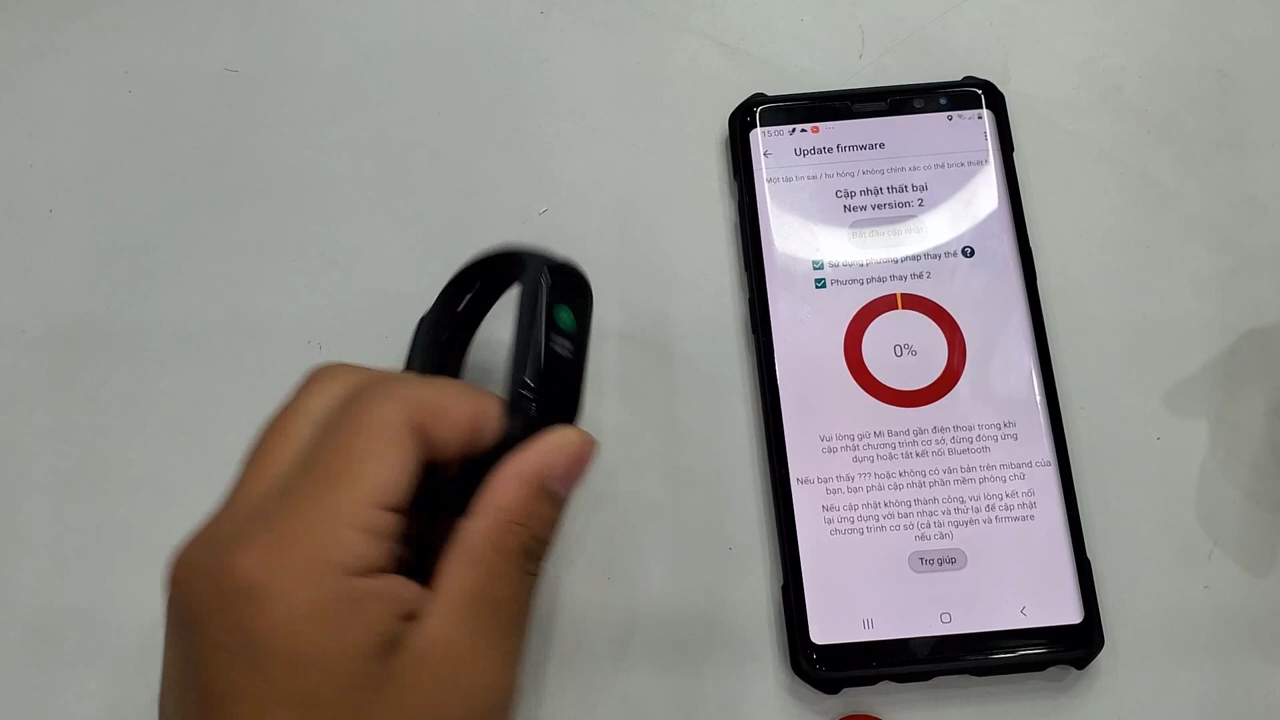 15:00
Update firmware
Một tập tin sai / hư hỏng / không chính xác có thể brick thiết b
Cập nhật thất bại
New version: 2
Bắt đầu cập nhật
Sử dụng phương pháp thay thế ?
Phương pháp thay thế 2
0%
Vui lòng giữ Mi Band gần điện thoại trong khi
cập nhật chương trình cơ sở, đừng đóng ứng
dụng hoặc tắt kết nối Bluetooth
Nếu bạn thấy ??? hoặc không có văn bản trên miband của
bạn, bạn phải cập nhật phần mềm phông chữ
Nếu cập nhật không thành công, vui lòng kết nối
lại ứng dụng với ban nhạc và thử lại để cập nhật
chương trình cơ sở (cả tài nguyên và firmware
nếu cần)
Trợ giúp